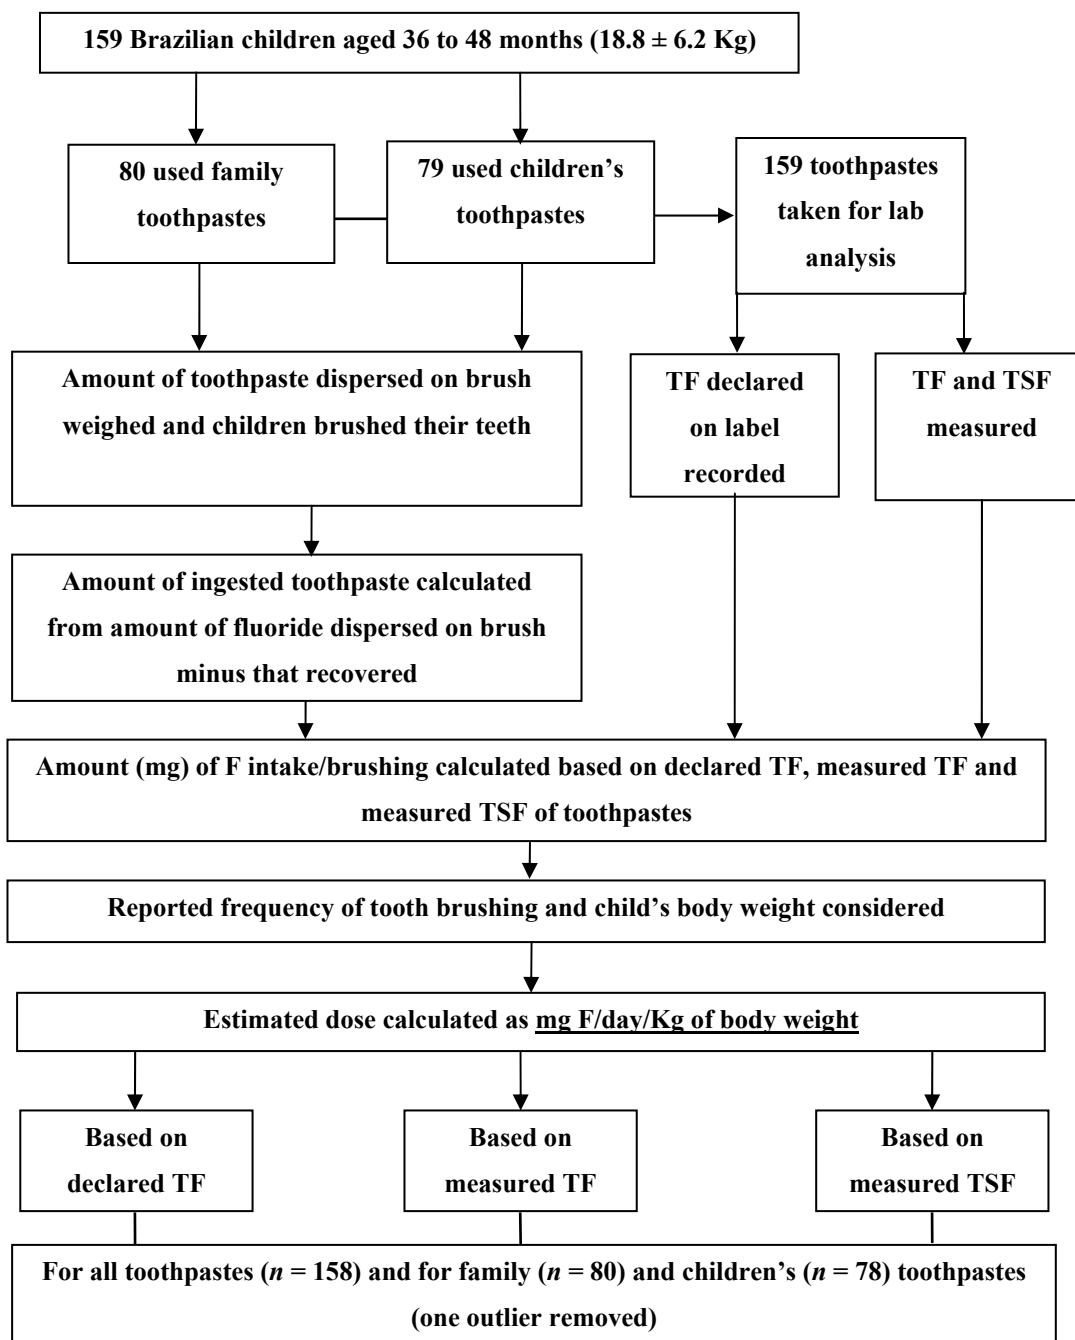 159 Brazilian children aged 36 to 48 months (18.8 ± 6.2 Kg)
80 used family
toothpastes
79 used children’s
toothpastes
159 toothpastes
taken for lab
analysis
Amount of toothpaste dispersed on brush
weighed and children brushed their teeth
TF declared
on label
recorded
TF and TSF
measured
Amount of ingested toothpaste calculated
from amount of fluoride dispersed on brush
minus that recovered
Amount (mg) of F intake/brushing calculated based on declared TF, measured TF and
measured TSF of toothpastes
Reported frequency of tooth brushing and child’s body weight considered
Estimated dose calculated as mg F/day/Kg of body weight
Based on
declared TF
Based on
measured TF
Based on
measured TSF
For all toothpastes (n = 158) and for family (n = 80) and children’s (n = 78) toothpastes
(one outlier removed)